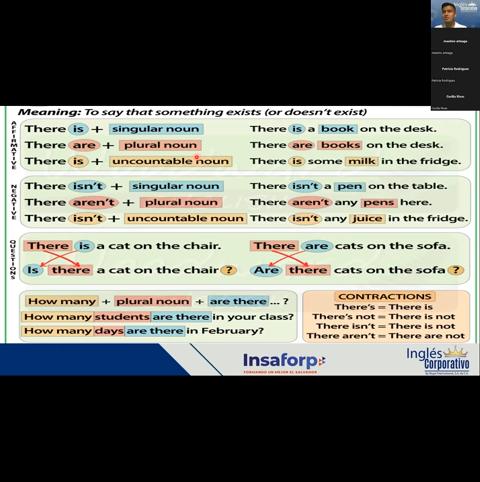 Inglés
Corporativo
Meaning: To say that something exists (or doesn't exist)
AFFIRMATIVE
There is + singular noun There is a book on the desk.
There are + plural noun There are books on the desk.
There is + uncountable noun There is some milk in the fridge.
NEGATIVE
There isn't + singular noun There isn't a pen on the table.
There aren't + plural noun There aren't any pens here.
There isn't + uncountable noun There isn't any juice in the fridge.
QUESTIONS
There is a cat on the chair. There are cats on the sofa.
Is there a cat on the chair ? Are there cats on the sofa ?
How many + plural noun + are there ... ?
How many students are there in your class?
How many days are there in February?
CONTRACTIONS
There's = There is
There's not = There is not
There isn't = There is not
There aren't = There are not
Insaforp
FORMANDO UN MEJOR EL SALVADOR
Inglés
Corporativo
Patricia Rodriguez
Patricia Rodriguez